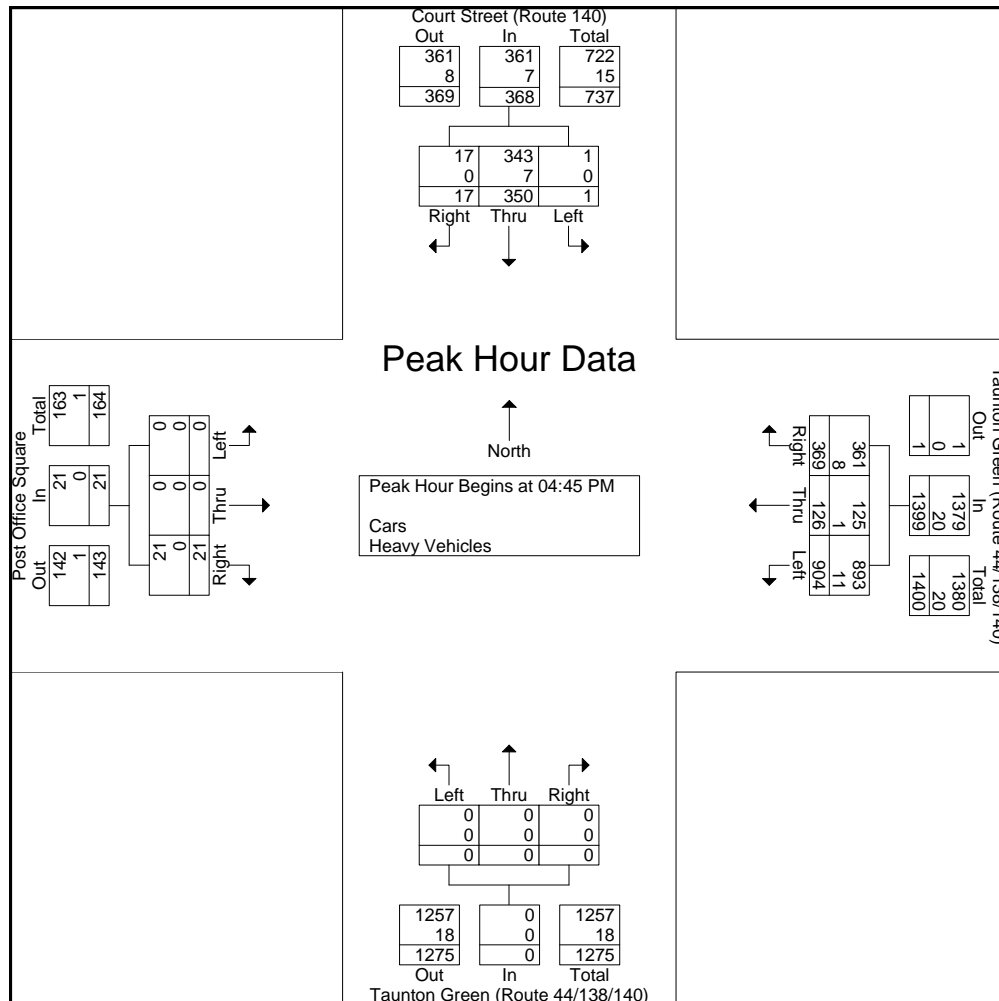 Court Street (Route 140)
Out In Total
361 361 722
8 7 15
369 368 737
17 343 1
0 7 0
17 350 1
Right Thru Left
Peak Hour Data
North
Peak Hour Begins at 04:45 PM
Cars
Heavy Vehicles
Post Office Square
Total In Out
163 21 142
1 0 1
164 21 143
0 0 21
0 0 0
0 0 21
Left Thru Right
Taunton Green (Route 44/138/140)
Out In Total
1 1379 1380
0 20 20
1 1399 1400
361 125 893
8 1 11
369 126 904
Right Thru Left
Left Thru Right
0 0 0
0 0 0
0 0 0
1257 0 1257
18 0 18
1275 0 1275
Out In Total
Taunton Green (Route 44/138/140)